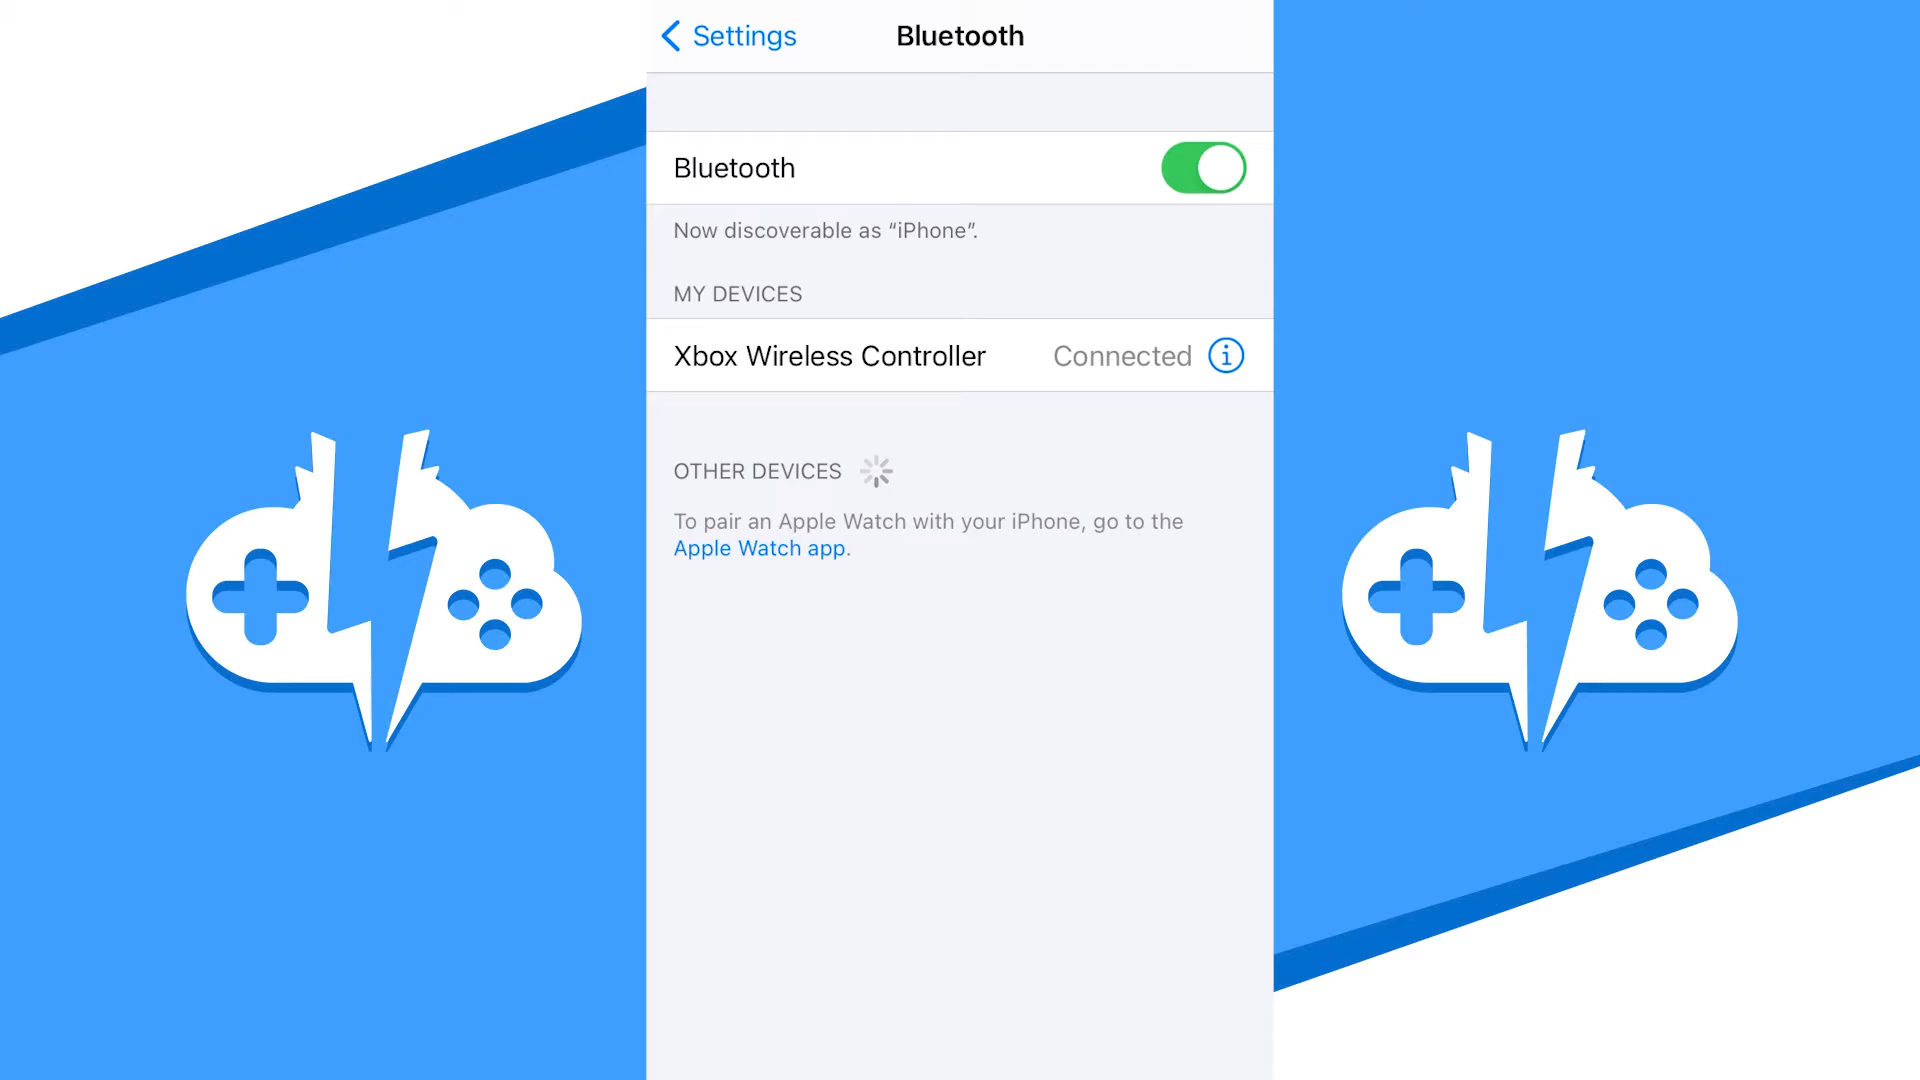 Settings
Bluetooth
Bluetooth
Now discoverable as “iPhone”.
MY DEVICES
Xbox Wireless Controller Connected
OTHER DEVICES
To pair an Apple Watch with your iPhone, go to the
Apple Watch app.